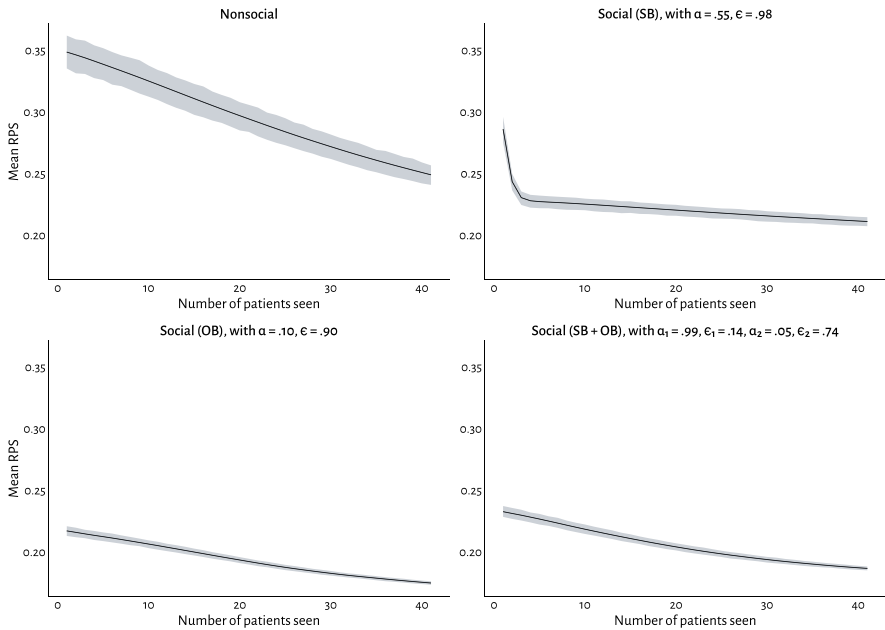 Nonsocial
0.35
0.30
0.25
0.20
Mean RPS
0 10 20 30 40
Number of patients seen
Social (SB), with α = .55, ϵ = .98
0.35
0.30
0.25
0.20
0 10 20 30 40
Number of patients seen
Social (OB), with α = .10, ϵ = .90
0.35
0.30
0.25
0.20
Mean RPS
0 10 20 30 40
Number of patients seen
Social (SB + OB), with α₁ = .99, ϵ₁ = .14, α₂ = .05, ϵ₂ = .74
0.35
0.30
0.25
0.20
0 10 20 30 40
Number of patients seen